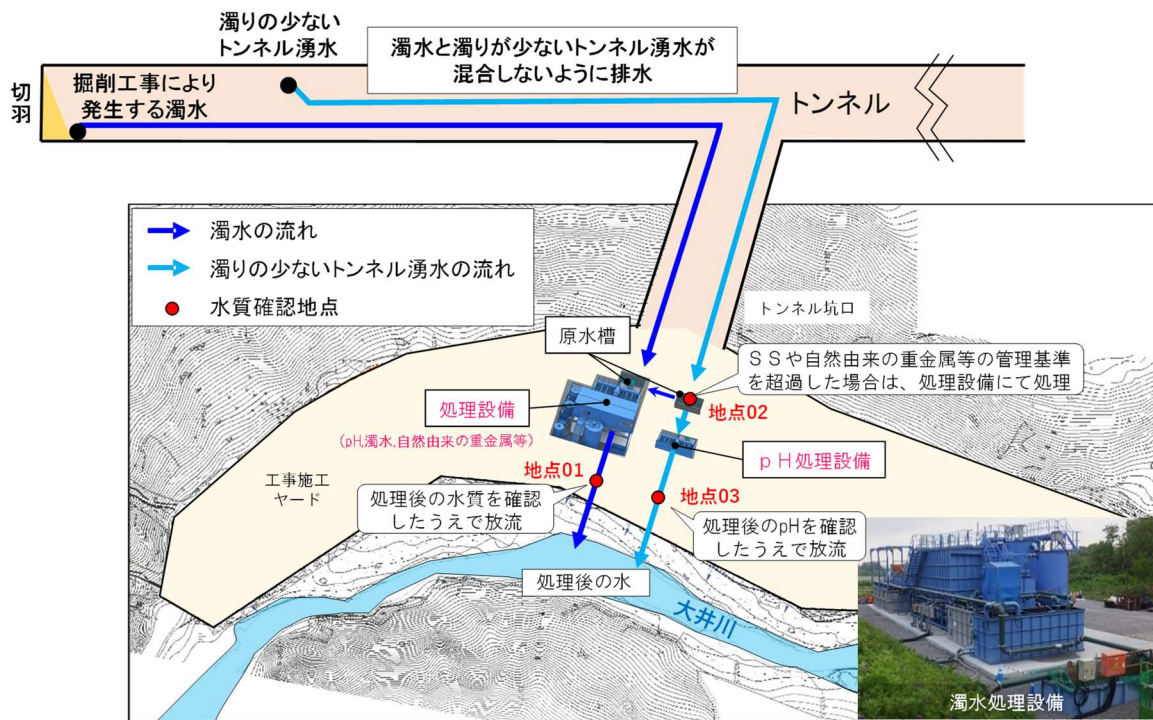 濁りの少ない
トンネル湧水
濁水と濁りが少ないトンネル湧水が
混合しないように排水
切羽
掘削工事により
発生する濁水
トンネル
濁水の流れ
濁りの少ないトンネル湧水の流れ
水質確認地点
トンネル坑口
原水槽
ＳＳや自然由来の重金属等の管理基準
を超過した場合は、処理設備にて処理
処理設備
（pH,濁水,自然由来の重金属等）
地点02
ｐＨ処理設備
地点01
地点03
工事施工
ヤード
処理後の水質を確認
したうえで放流
処理後のpHを確認
したうえで放流
処理後の水
大井川
濁水処理設備